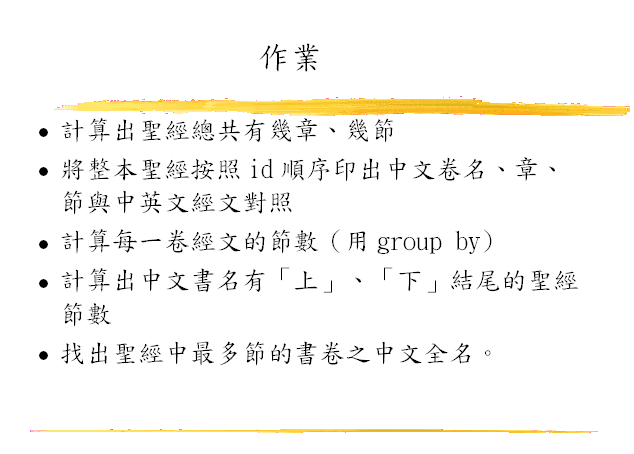 作業
● 計算出聖經總共有幾章、幾節
● 將整本聖經按照 id 順序印出中文卷名、章、
節與中英文經文對照
● 計算每一卷經文的節數（用 group by）
● 計算出中文書名有「上」、「下」結尾的聖經
節數
● 找出聖經中最多節的書卷之中文全名。